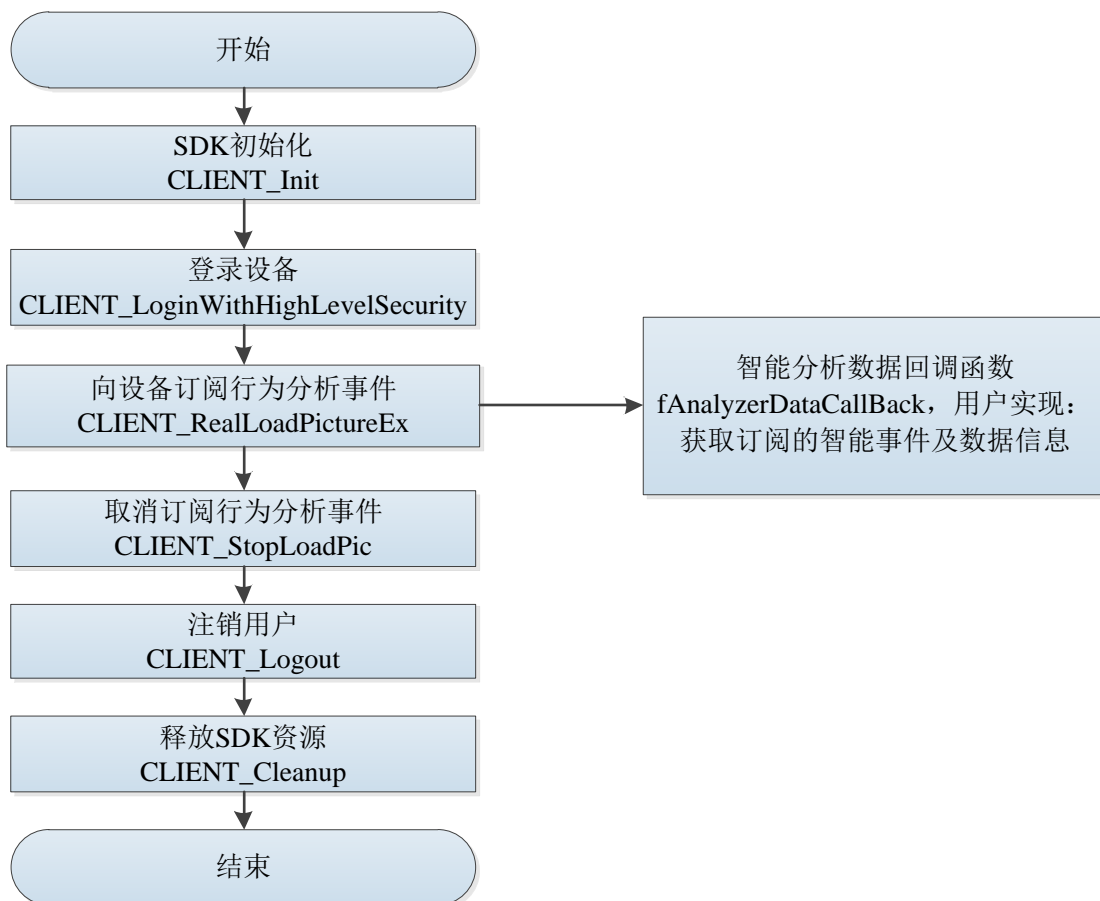 开始
SDK初始化
CLIENT_Init
登录设备
CLIENT_LoginWithHighLevelSecurity
向设备订阅行为分析事件
CLIENT_RealLoadPictureEx
智能分析数据回调函数
fAnalyzerDataCallBack，用户实现：
获取订阅的智能事件及数据信息
取消订阅行为分析事件
CLIENT_StopLoadPic
注销用户
CLIENT_Logout
释放SDK资源
CLIENT_Cleanup
结束